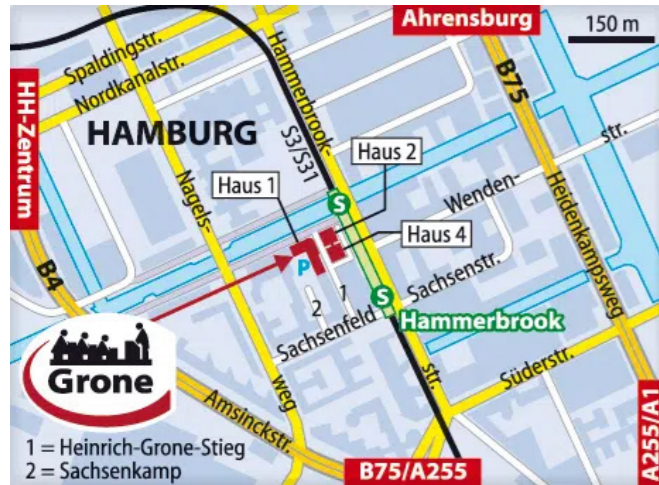 Ahrensburg
150 m
Spaldingstr.
Nordkanalstr.
Hammerbrook-
B75
HH-Zentrum
HAMBURG
S3/S31
str.
Haus 2
Wenden-
Haus 1
Nagels-
S
Haus 4
Heidenkampsweg
P
B4
2
1
S
Sachsenstr.
Sachsenfeld
Hammerbrook
Grone
weg
str.
Süderstr.
Amsinckstr.
A255/A1
1 = Heinrich-Grone-Stieg
2 = Sachsenkamp
B75/A255